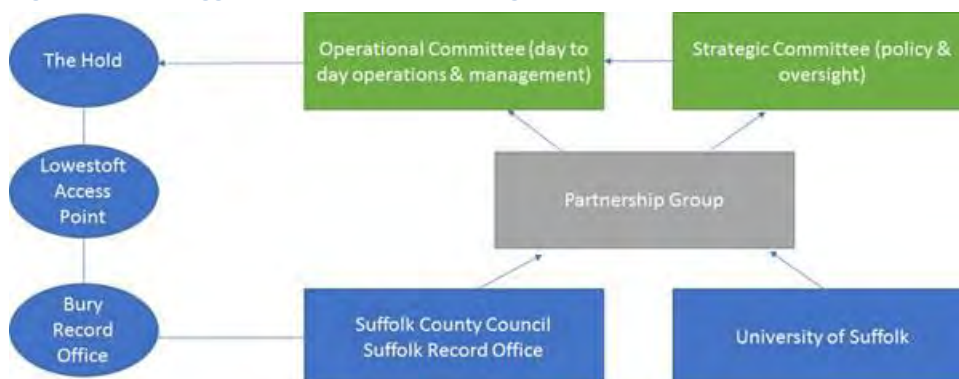 The Hold
Operational Committee (day to
day operations & management)
Strategic Committee (policy &
oversight)
Lowestoft
Access
Point
Partnership Group
Bury
Record
Office
Suffolk County Council
Suffolk Record Office
University of Suffolk